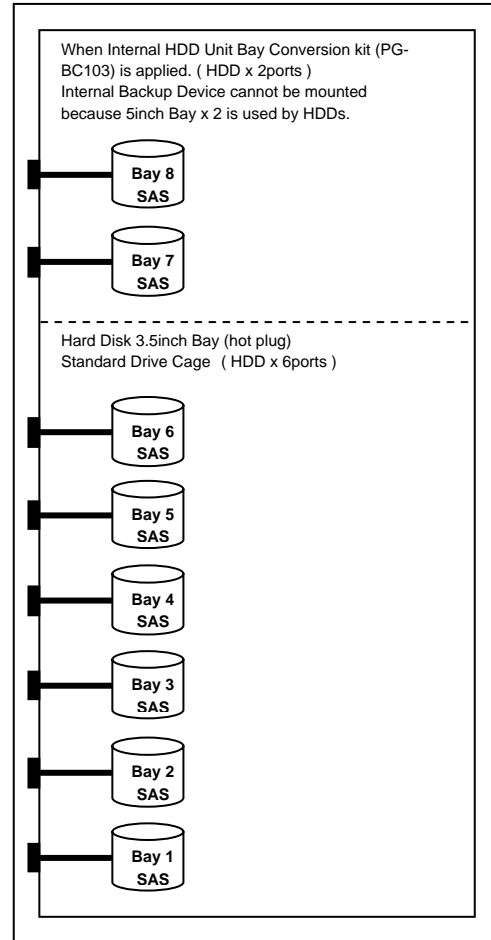 When Internal HDD Unit Bay Conversion kit (PG-
BC103) is applied. ( HDD x 2ports )
Internal Backup Device cannot be mounted
because 5inch Bay x 2 is used by HDDs.
Bay 8
SAS
Bay 7
SAS
Hard Disk 3.5inch Bay (hot plug)
Standard Drive Cage ( HDD x 6ports )
Bay 6
SAS
Bay 5
SAS
Bay 4
SAS
Bay 3
SAS
Bay 2
SAS
Bay 1
SAS